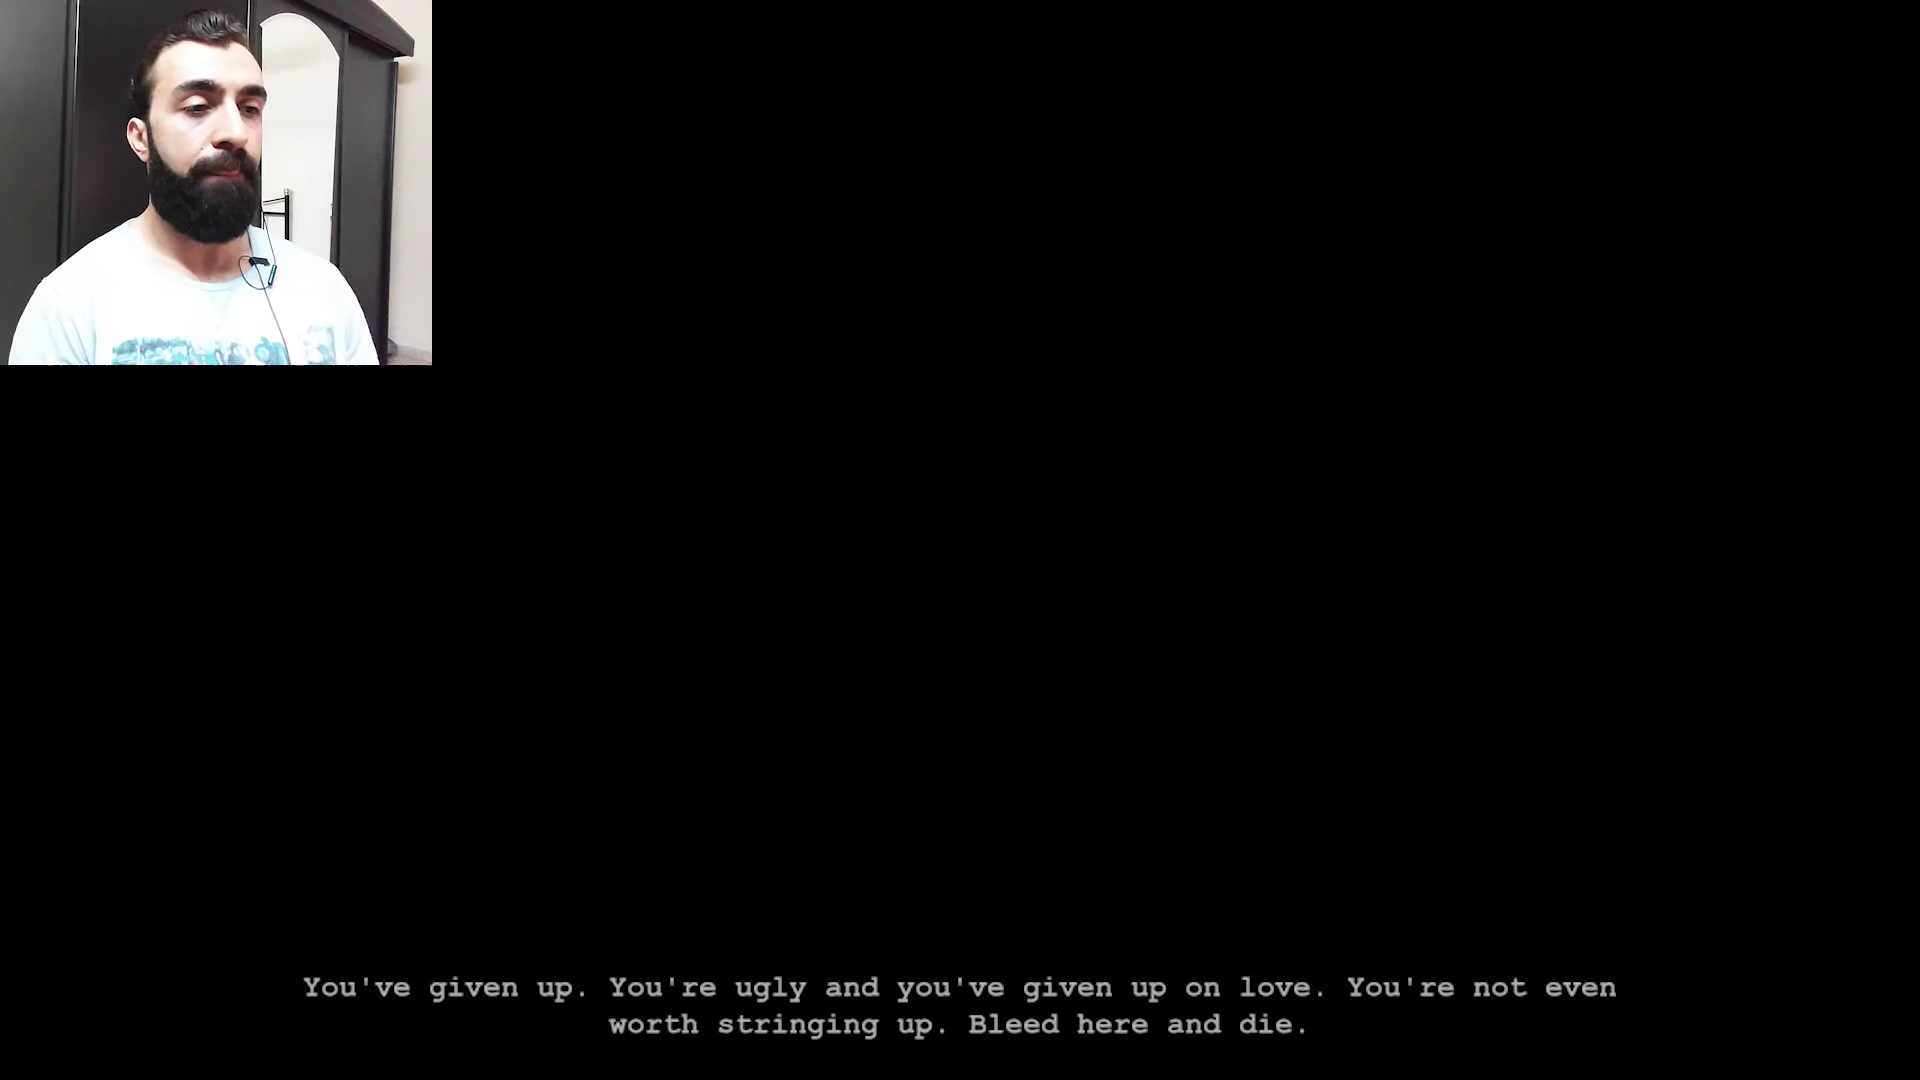 You've given up. You're ugly and you've given up on love. You're not even
worth stringing up. Bleed here and die.